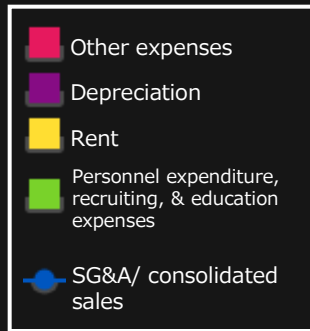 Other expenses
Depreciation
Rent
Personnel expenditure,
recruiting, & education
expenses
SG&A/ consolidated
sales